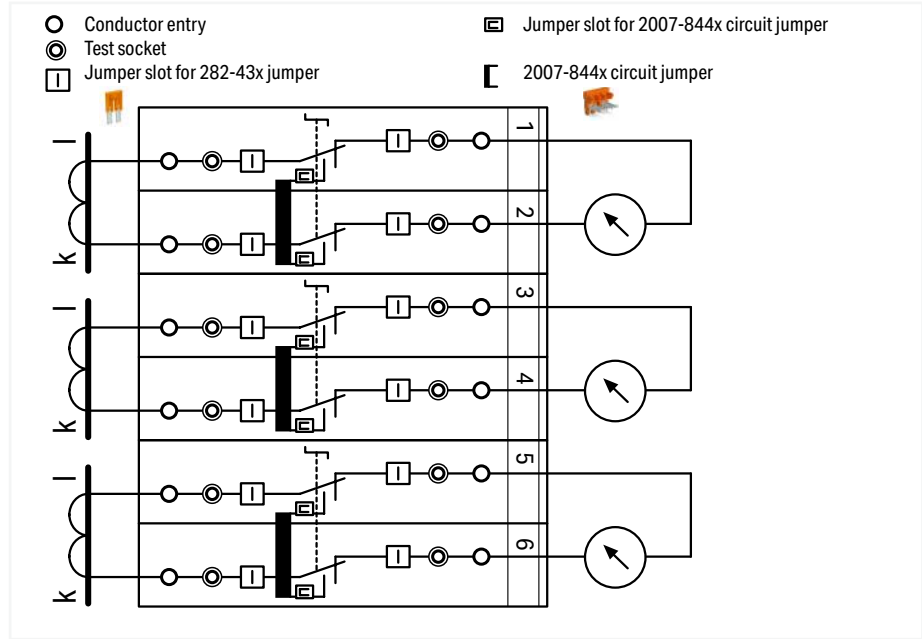 Conductor entry
Jumper slot for 2007-844x circuit jumper
Test socket
Jumper slot for 282-43x jumper
2007-844x circuit jumper
l
1
2
k
l
3
4
k
l
5
6
k